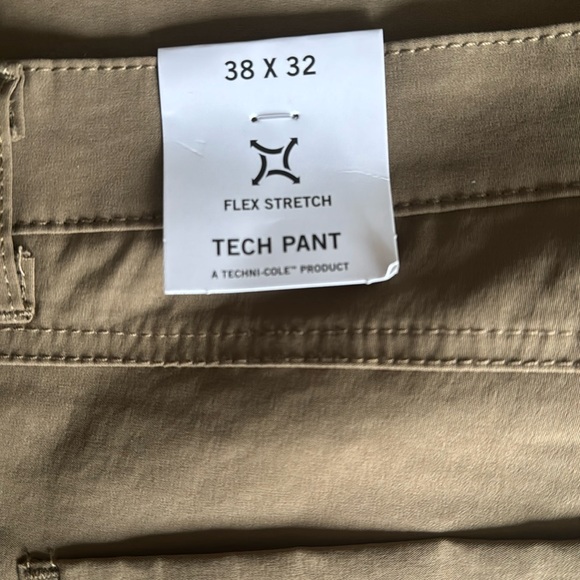 38 X 32
FLEX STRETCH
TECH PANT
A TECHNI-COLE™ PRODUCT